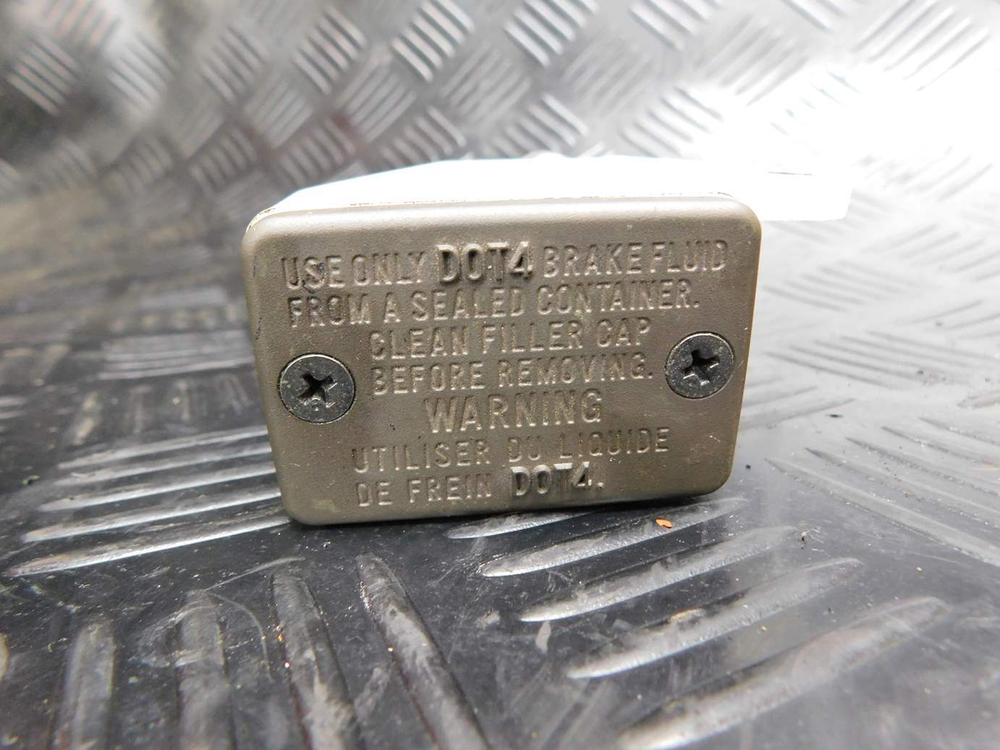 USE ONLY DOT4 BRAKE FLUID
FROM A SEALED CONTAINER.
CLEAN FILLER CAP
BEFORE REMOVING.
WARNING
UTILISER DU LIQUIDE
DE FREIN DOT4.